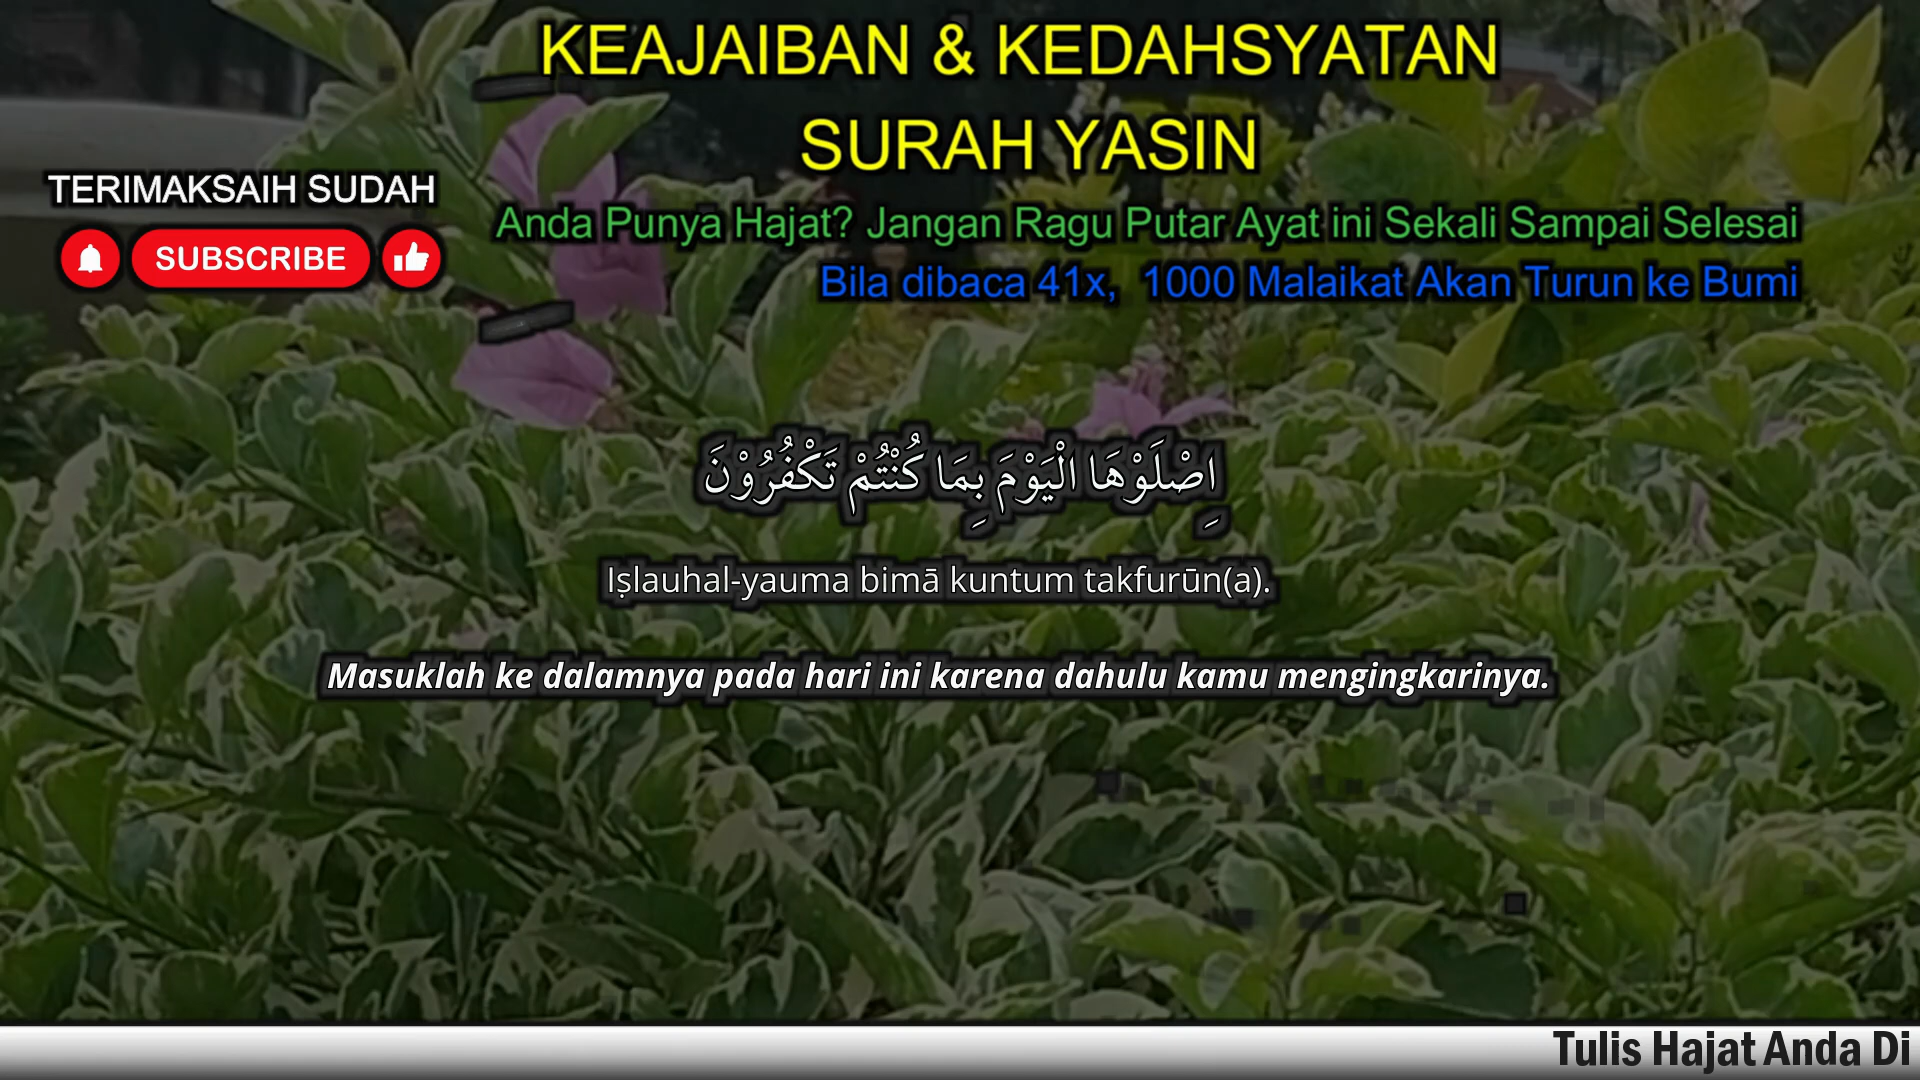 KEAJAIBAN & KEDAHSYATAN
SURAH YASIN
TERIMAKSAIH SUDAH
SUBSCRIBE
Anda Punya Hajat? Jangan Ragu Putar Ayat ini Sekali Sampai Selesai
Bila dibaca 41x, 1000 Malaikat Akan Turun ke Bumi
اِصْلَوْهَا الْيَوْمَ بِمَا كُنْتُمْ تَكْفُرُوْنَ
Iṣlauhal-yauma bimā kuntum takfurūn(a).
Masuklah ke dalamnya pada hari ini karena dahulu kamu mengingkarinya.
Tulis Hajat Anda Di